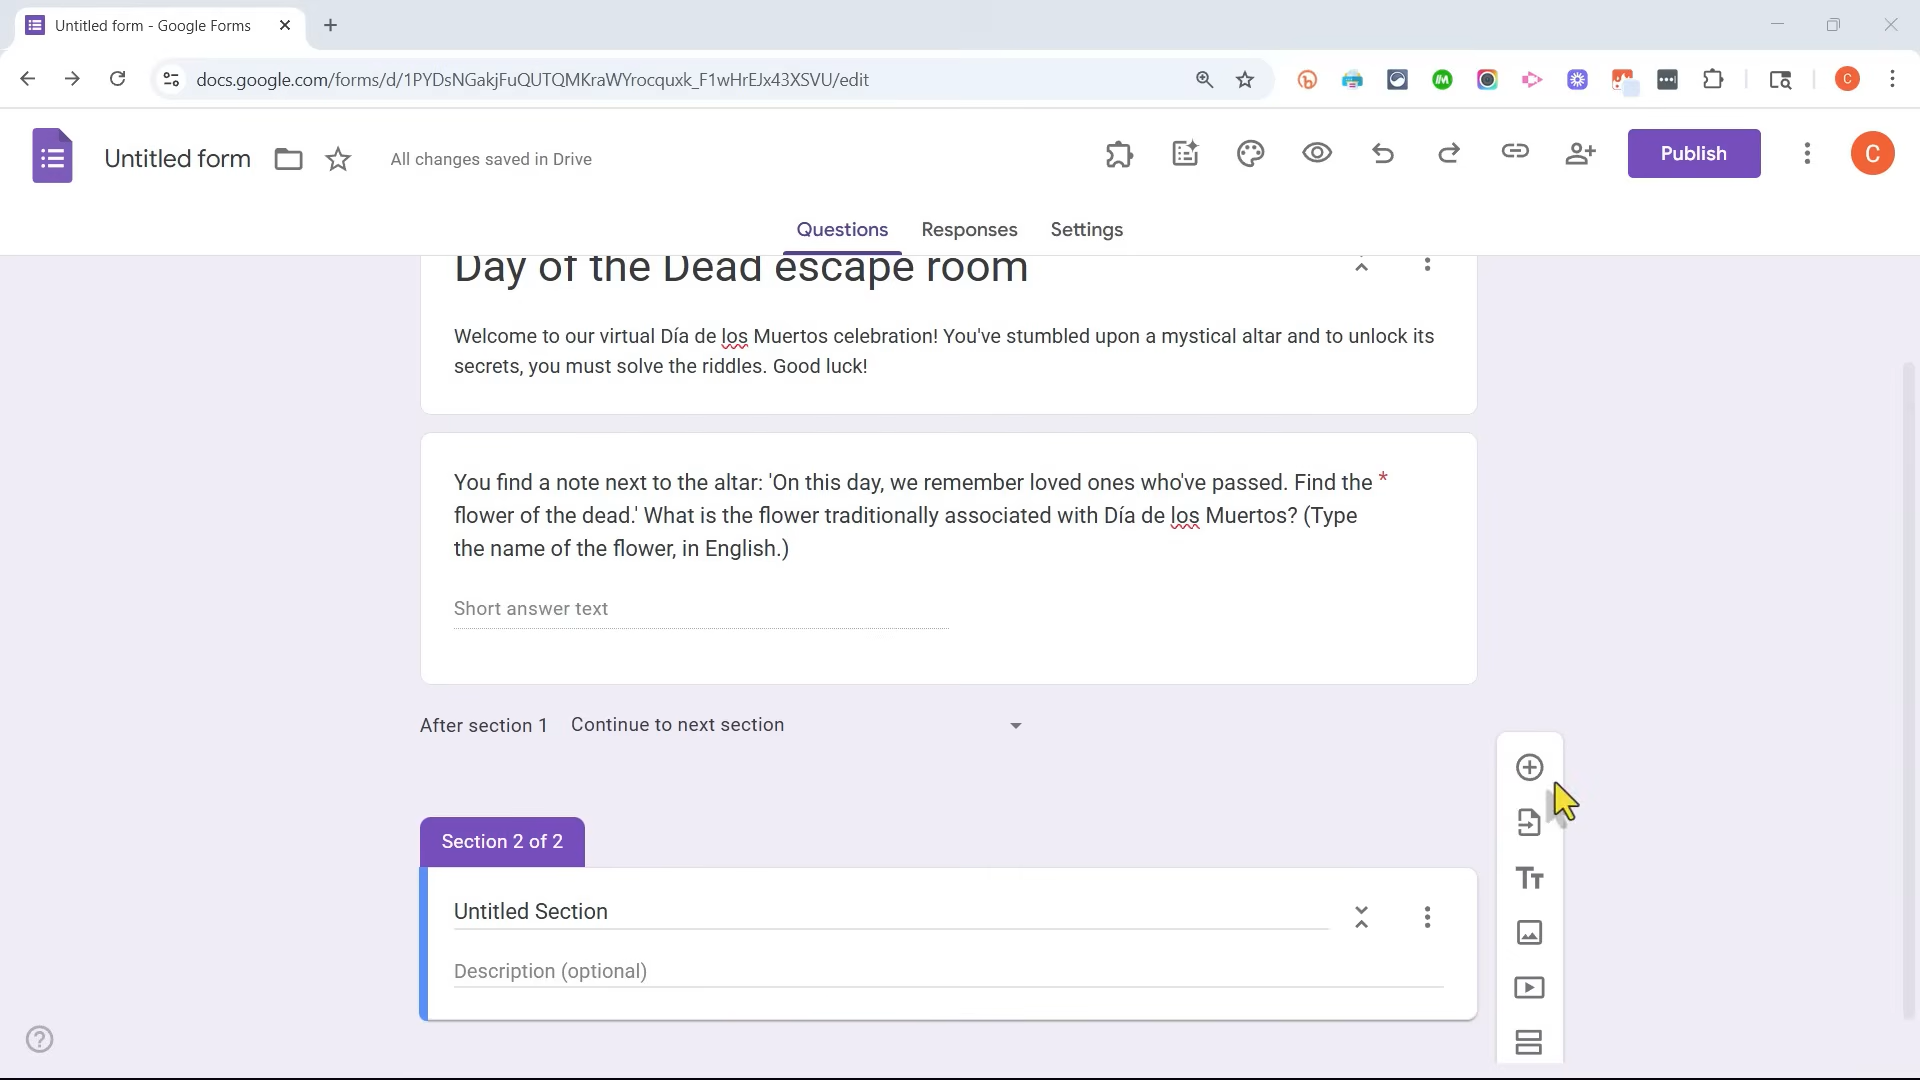 Untitled form - Google Forms
docs.google.com/forms/d/1PYDsNGakjFuQUTQMKraWYrocquxk_F1wHrEJx43XSVU/edit
C
Untitled form
All changes saved in Drive
Publish
C
Questions
Responses
Settings
Day of the Dead escape room
Welcome to our virtual Día de los Muertos celebration! You've stumbled upon a mystical altar and to unlock its
secrets, you must solve the riddles. Good luck!
You find a note next to the altar: 'On this day, we remember loved ones who've passed. Find the *
flower of the dead.' What is the flower traditionally associated with Día de los Muertos? (Type
the name of the flower, in English.)
Short answer text
After section 1 Continue to next section
Section 2 of 2
Untitled Section
Description (optional)
Tт